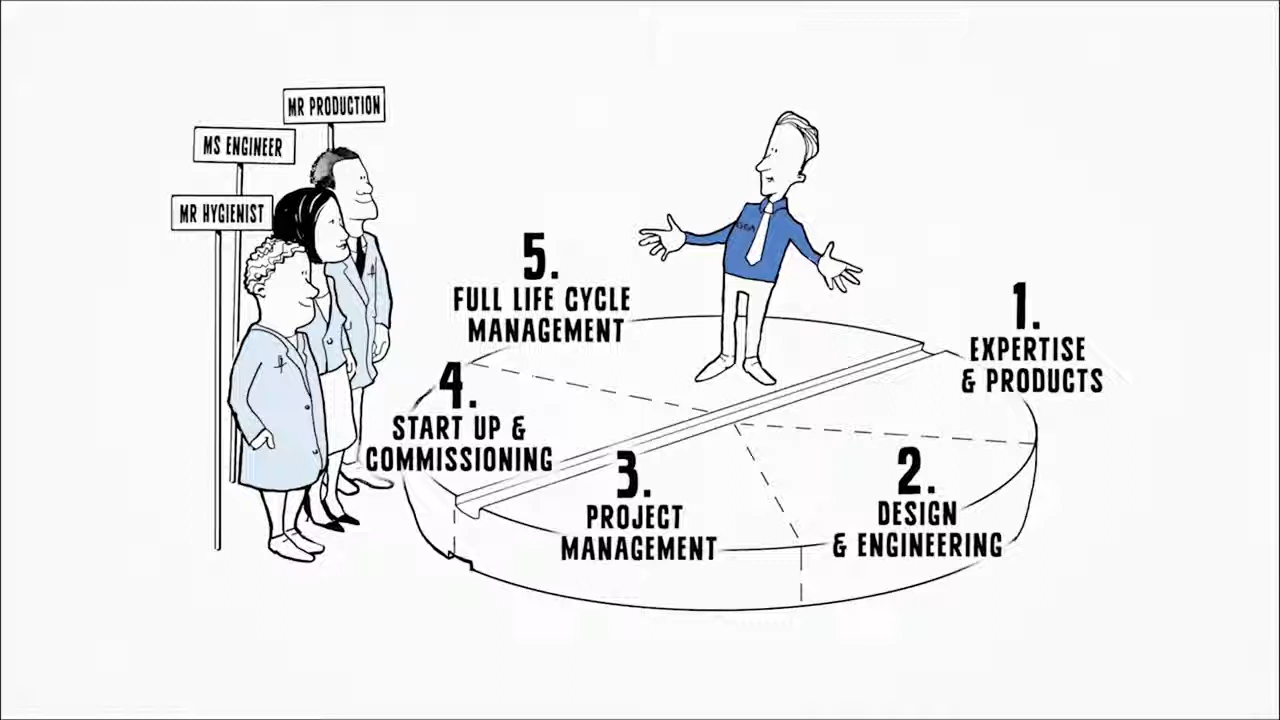 MR PRODUCTION
MS ENGINEER
MR HYGIENIST
5.
FULL LIFE CYCLE
MANAGEMENT
1.
EXPERTISE
& PRODUCTS
4.
START UP &
COMMISSIONING
3.
PROJECT
MANAGEMENT
2.
DESIGN
& ENGINEERING